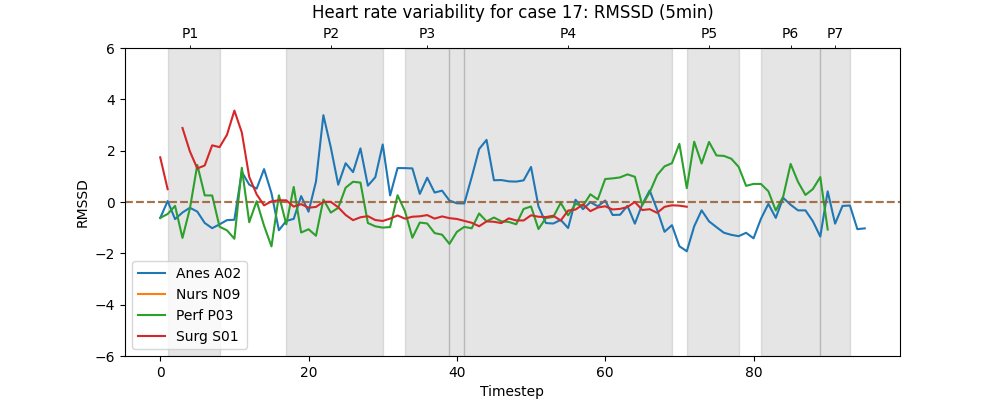 Heart rate variability for case 17: RMSSD (5min)
P1 P2 P3 P4 P5 P6 P7
6
4
2
0
−2
−4
−6
RMSSD
Anes A02
Nurs N09
Perf P03
Surg S01
0 20 40 60 80
Timestep